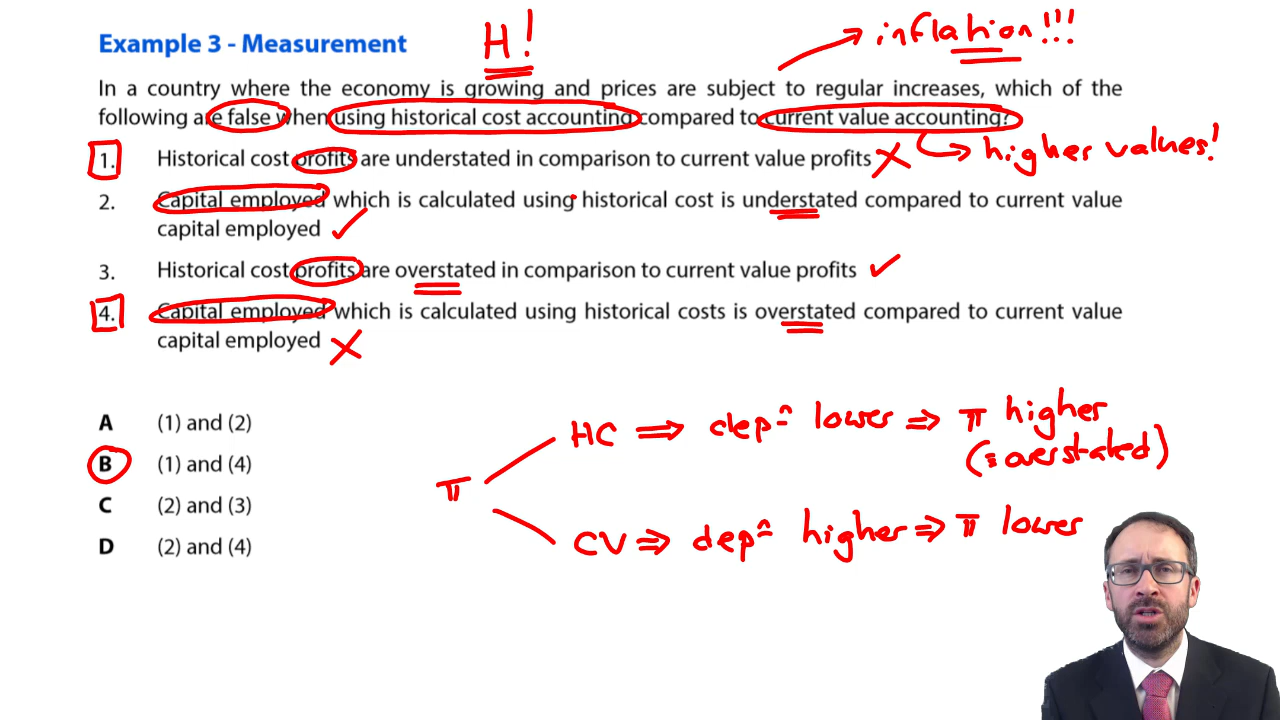 Example 3 - Measurement
H!
inflation!!!
In a country where the economy is growing and prices are subject to regular increases, which of the
following are false when using historical cost accounting compared to current value accounting?
higher values!
1. Historical cost profits are understated in comparison to current value profits
2. Capital employed which is calculated using historical cost is understated compared to current value
capital employed
3. Historical cost profits are overstated in comparison to current value profits
4. Capital employed which is calculated using historical costs is overstated compared to current value
capital employed
A (1) and (2)
B (1) and (4)
C (2) and (3)
D (2) and (4)
π
HC ⇒ dep^n lower ⇒ π higher
(= overstated)
CV ⇒ dep^n higher ⇒ π lower